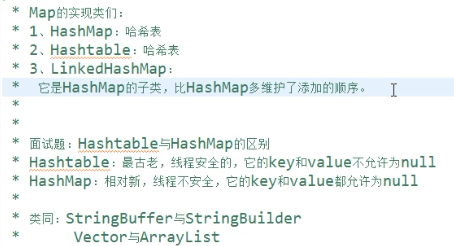 * Map的实现类们：
* 1、HashMap：哈希表
* 2、Hashtable：哈希表
* 3、LinkedHashMap：
* 它是HashMap的子类，比HashMap多维护了添加的顺序。
*
*
* 面试题：Hashtable与HashMap的区别
* Hashtable：最古老，线程安全的，它的key和value不允许为null
* HashMap：相对新，线程不安全，它的key和value都允许为null
*
* 类同：StringBuffer与StringBuilder
* Vector与ArrayList